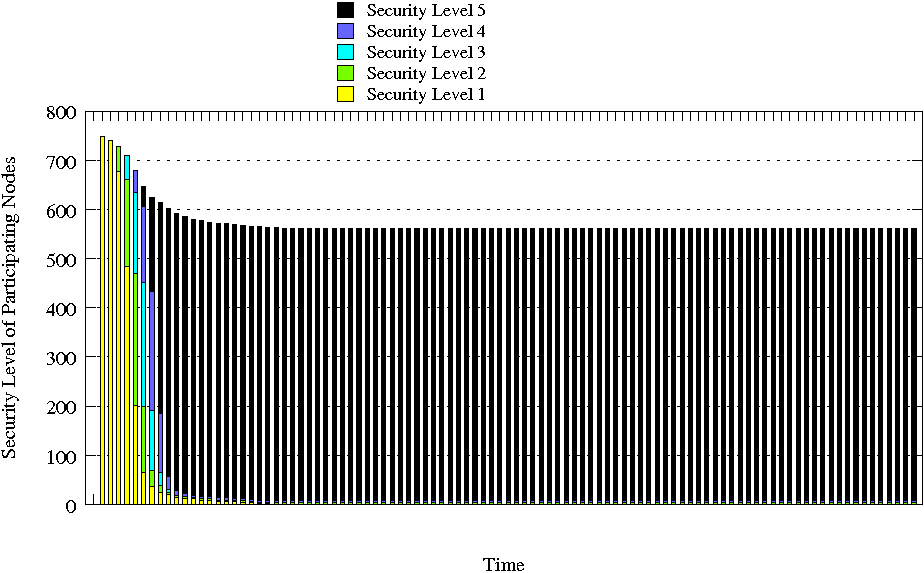 Security Level 5
Security Level 4
Security Level 3
Security Level 2
Security Level 1
800
700
600
500
400
300
200
100
0
Security Level of Participating Nodes
Time